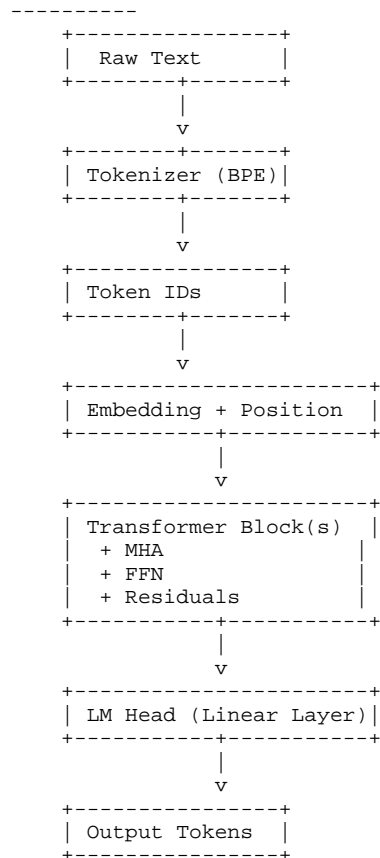 ----------
+----------------+
| Raw Text |
+--------+-------+
|
v
+--------+-------+
| Tokenizer (BPE)|
+--------+-------+
|
v
+----------------+
| Token IDs |
+--------+-------+
|
v
+-----------------------+
| Embedding + Position |
+-----------+-----------+
|
v
+-----------------------+
| Transformer Block(s) |
| + MHA |
| + FFN |
| + Residuals |
+-----------+-----------+
|
v
+-----------------------+
| LM Head (Linear Layer)|
+-----------+-----------+
|
v
+----------------+
| Output Tokens |
+----------------+